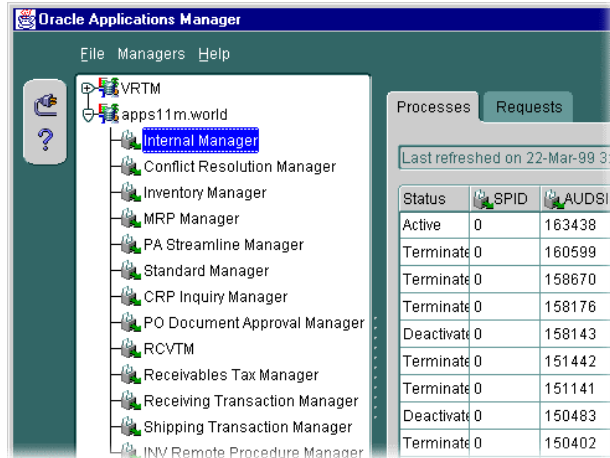 Oracle Applications Manager
File Managers Help
VRTM
apps11m.world
Internal Manager
Conflict Resolution Manager
Inventory Manager
MRP Manager
PA Streamline Manager
Standard Manager
CRP Inquiry Manager
PO Document Approval Manager
RCVTM
Receivables Tax Manager
Receiving Transaction Manager
Shipping Transaction Manager
INV Remote Procedure Manager
?
Processes Requests
Last refreshed on 22-Mar-99 3:
Status SPID AUDSI
Active 0 163438
Terminate 0 160599
Terminate 0 158670
Terminate 0 158176
Deactivate 0 158143
Terminate 0 151442
Terminate 0 151141
Deactivate 0 150483
Terminate 0 150402